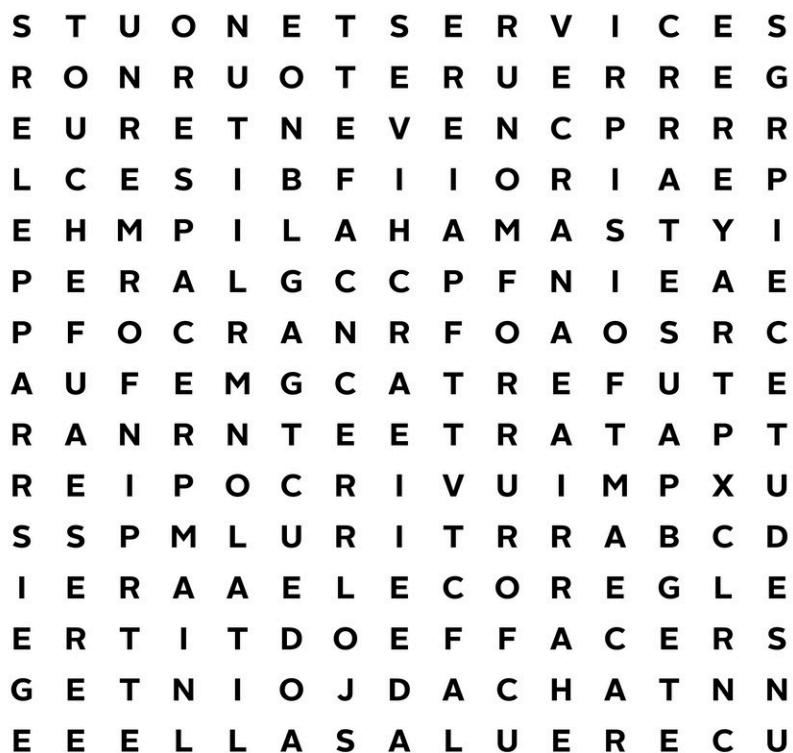 S T U O N E T S E R V I C E S
R O N R U O T E R U E R R E G
E U R E T N E V E N C P R R R
L C E S I B F I I O R I A E P
E H M P I L A H A M A S T Y I
P E R A L G C C P F N I E A E
P F O C R A N R F O A O S R C
A U F E M G C A T R E F U T E
R A N R N T E E T R A T A P T
R E I P O C R I V U I M P X U
S S P M L U R I T R R A B C D
I E R A A E L E C O R E G L E
E R T I T D O E F F A C E R S
G E T N I O J D A C H A T N N
E E E L L A S A L U E R E C U